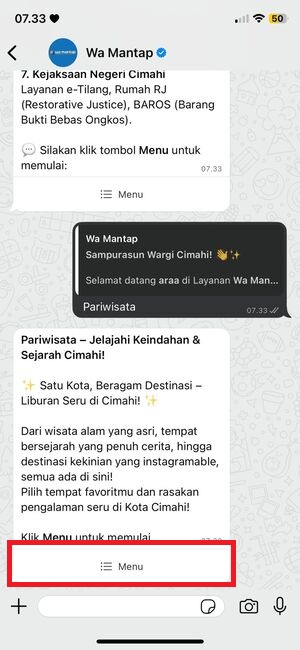 07.33
50
Wa Mantap
Wa Mantap
7. Kejaksaan Negeri Cimahi
Layanan e-Tilang, Rumah RJ
(Restorative Justice), BAROS (Barang
Bukti Bebas Ongkos).
💬 Silakan klik tombol Menu untuk
memulai:
07.33
Menu
Wa Mantap
Sampurasun Wargi Cimahi! 👋✨
Selamat datang araa di Layanan Wa Man...
Pariwisata
07.33
Pariwisata – Jelajahi Keindahan &
Sejarah Cimahi!
✨ Satu Kota, Beragam Destinasi –
Liburan Seru di Cimahi! ✨
Dari wisata alam yang asri, tempat
bersejarah yang penuh cerita, hingga
destinasi kekinian yang instagramable,
semua ada di sini!
Pilih tempat favoritmu dan rasakan
pengalaman seru di Kota Cimahi!
Klik Menu untuk memulai
07.33
Menu